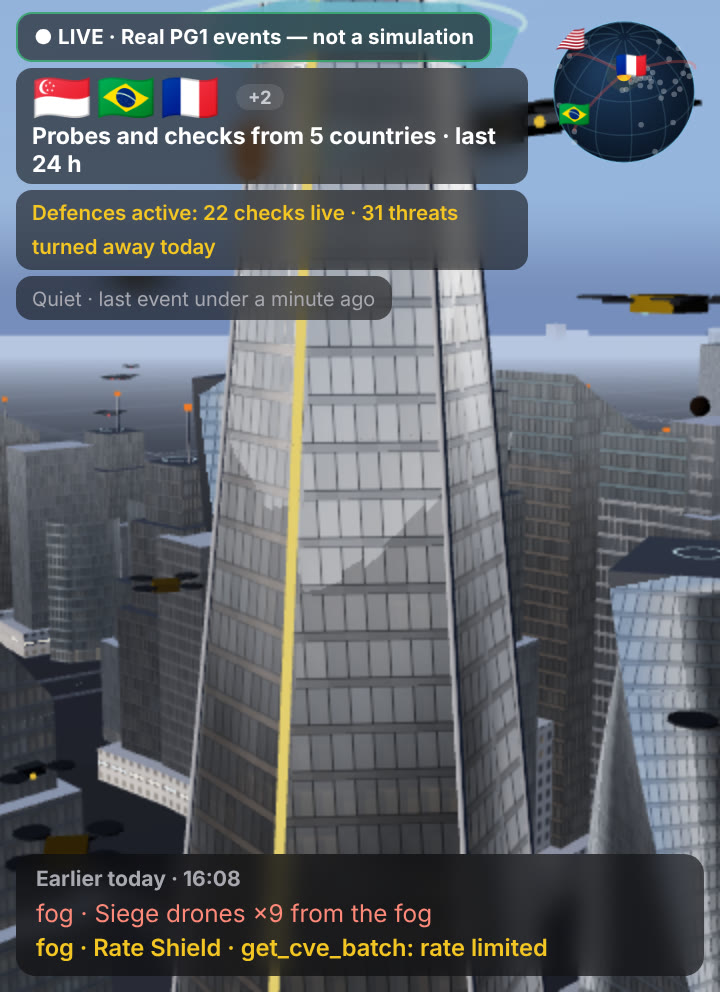 ● LIVE · Real PG1 events — not a simulation
+2
Probes and checks from 5 countries · last
24 h
Defences active: 22 checks live · 31 threats
turned away today
Quiet · last event under a minute ago
Earlier today · 16:08
fog · Siege drones ×9 from the fog
fog · Rate Shield · get_cve_batch: rate limited